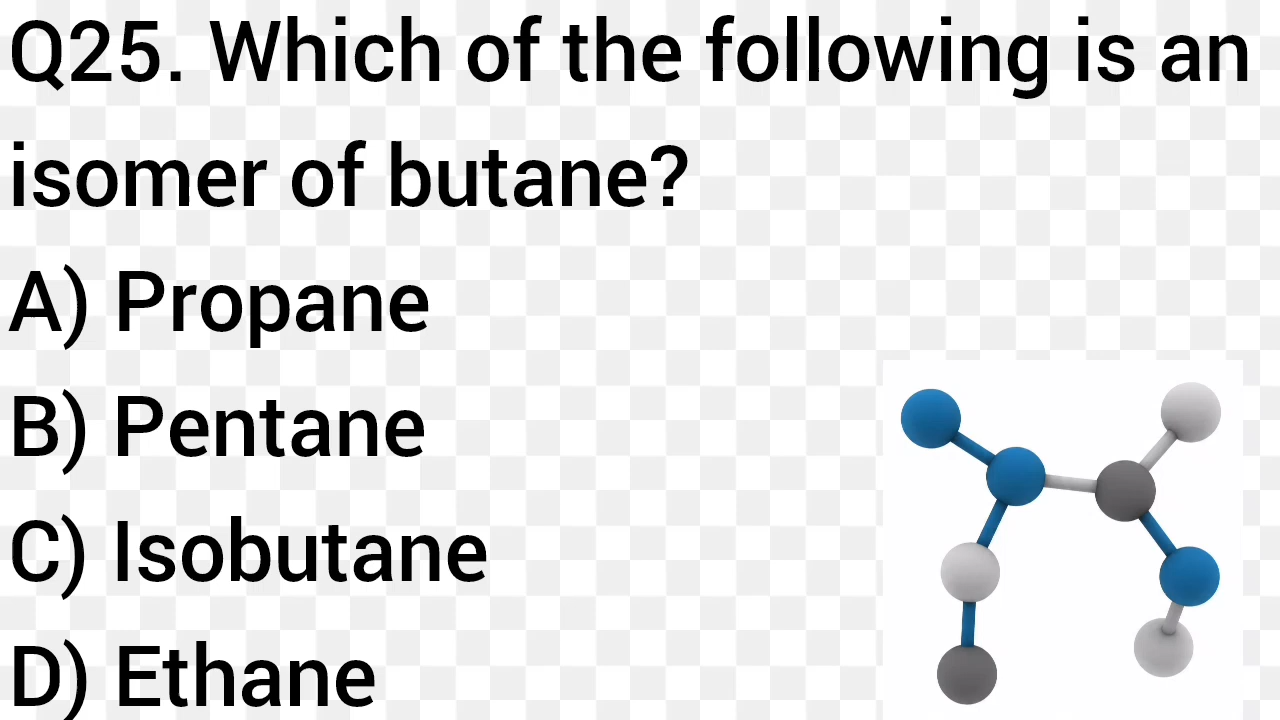 Q25. Which of the following is an
isomer of butane?
A) Propane
B) Pentane
C) Isobutane
D) Ethane